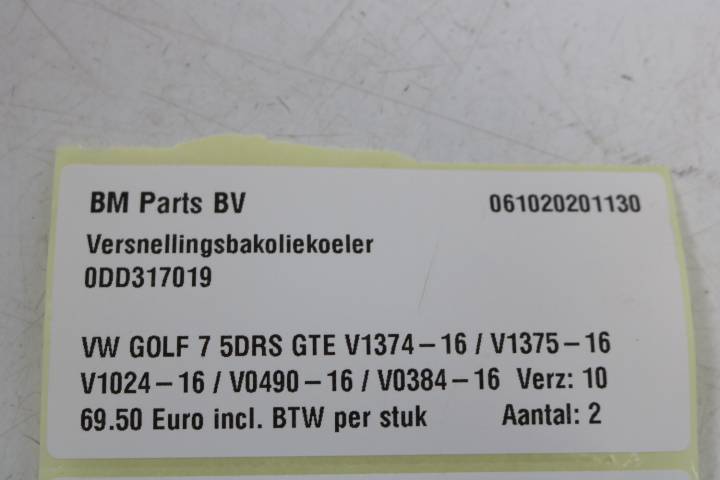 BM Parts BV 061020201130
Versnellingsbakoliekoeler
0DD317019
VW GOLF 7 5DRS GTE V1374-16 / V1375-16
V1024-16 / V0490-16 / V0384-16 Verz: 10
69.50 Euro incl. BTW per stuk Aantal: 2